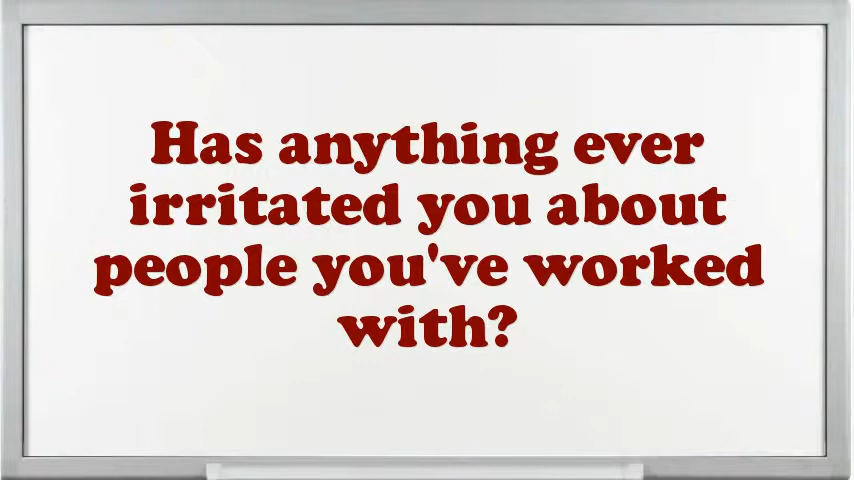 Has anything ever
irritated you about
people you've worked
with?